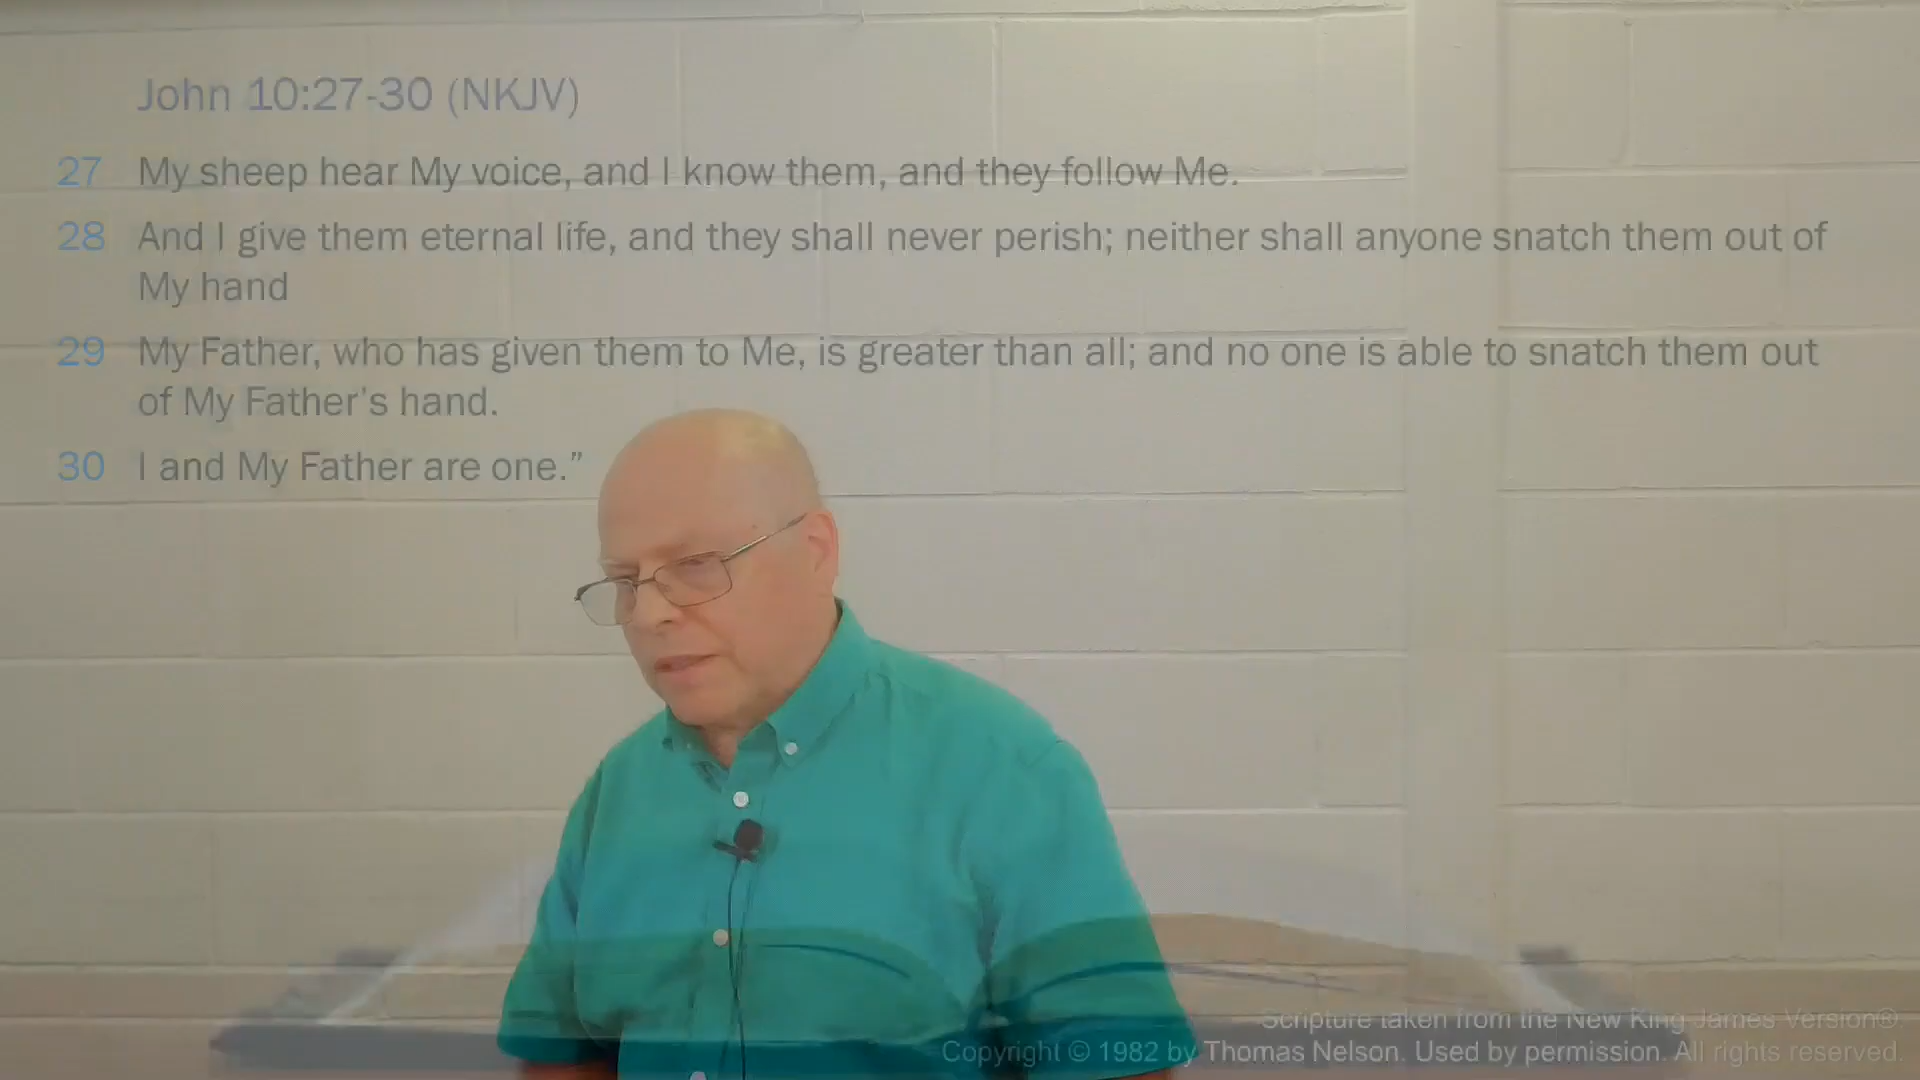 John 10:27-30 (NKJV)
27 My sheep hear My voice, and I know them, and they follow Me.
28 And I give them eternal life, and they shall never perish; neither shall anyone snatch them out of
My hand
29 My Father, who has given them to Me, is greater than all; and no one is able to snatch them out
of My Father’s hand.
30 I and My Father are one.”
Scripture taken from the New King James Version®
Copyright © 1982 by Thomas Nelson. Used by permission. All rights reserved.